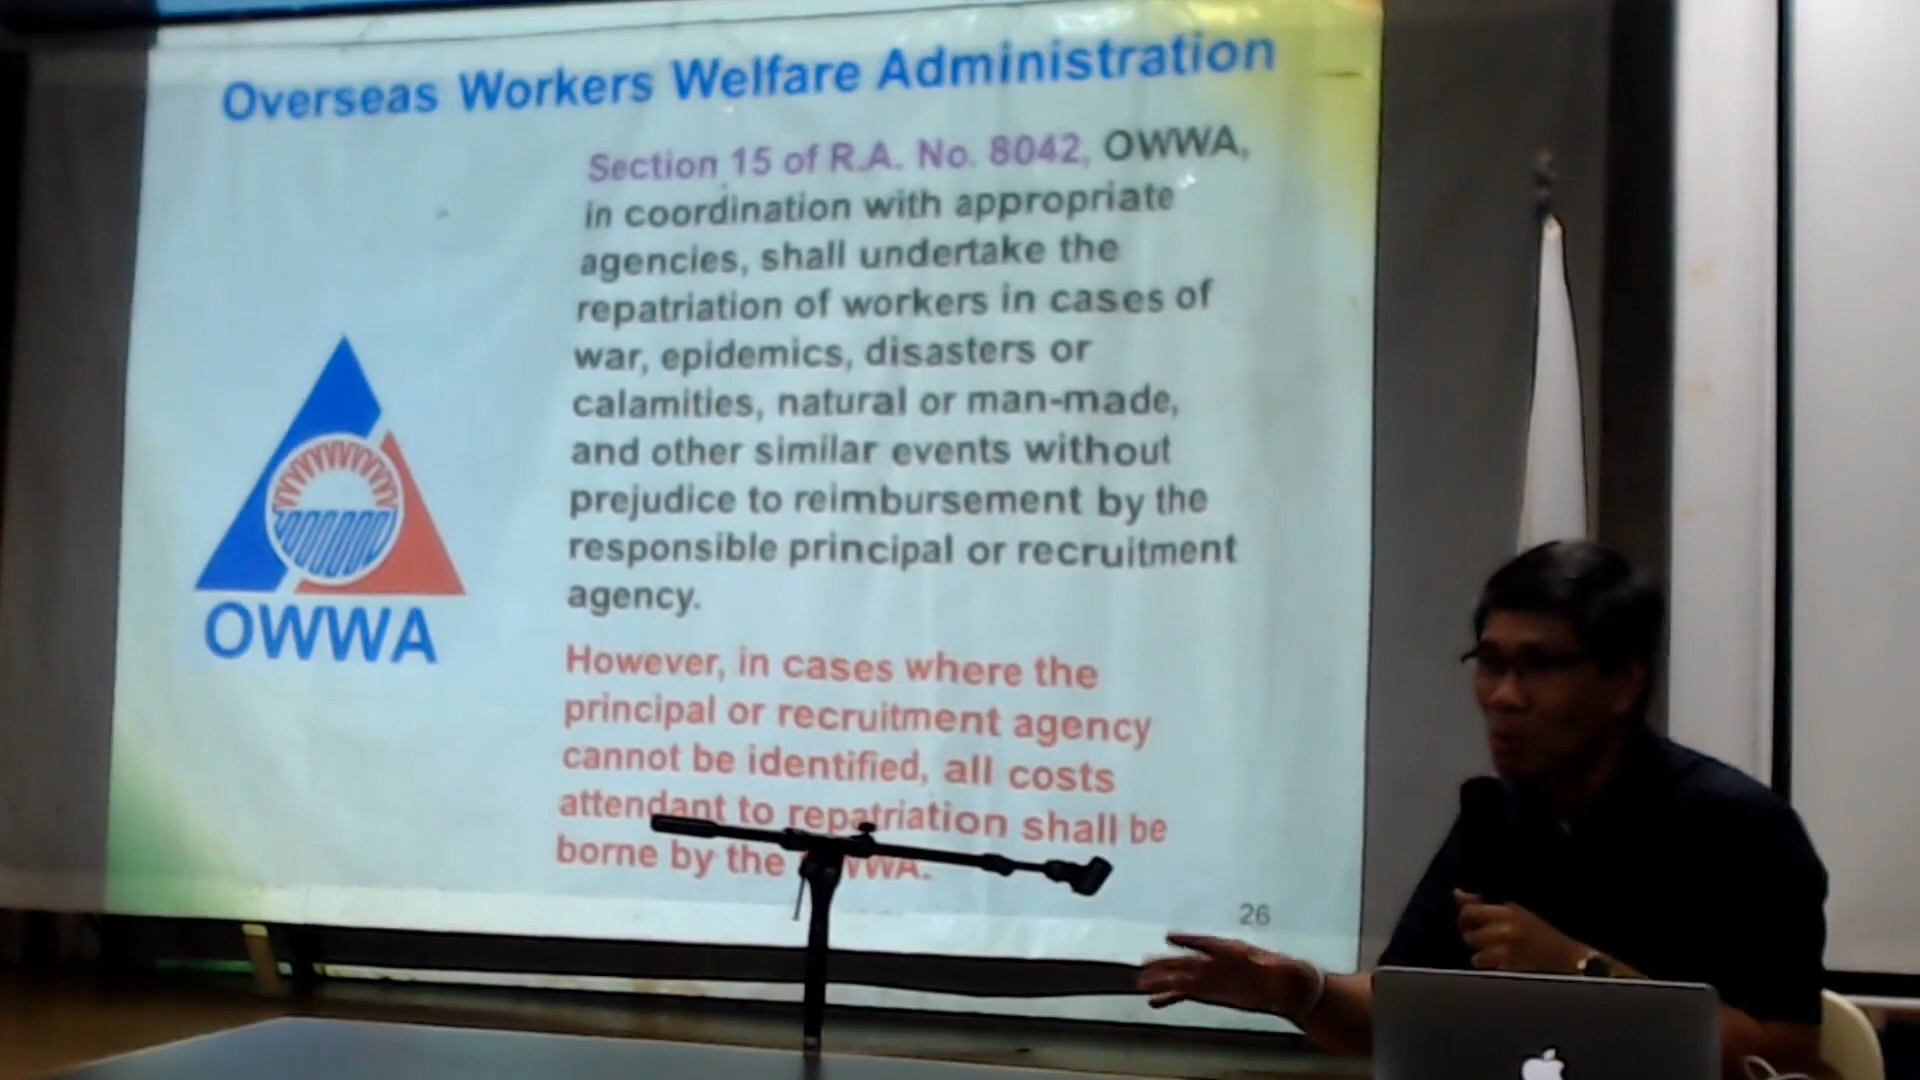 Overseas Workers Welfare Administration
Section 15 of R.A. No. 8042, OWWA,
in coordination with appropriate
agencies, shall undertake the
repatriation of workers in cases of
war, epidemics, disasters or
calamities, natural or man-made,
and other similar events without
prejudice to reimbursement by the
responsible principal or recruitment
agency.
However, in cases where the
principal or recruitment agency
cannot be identified, all costs
attendant to repatriation shall be
borne by the OWWA.
OWWA
26